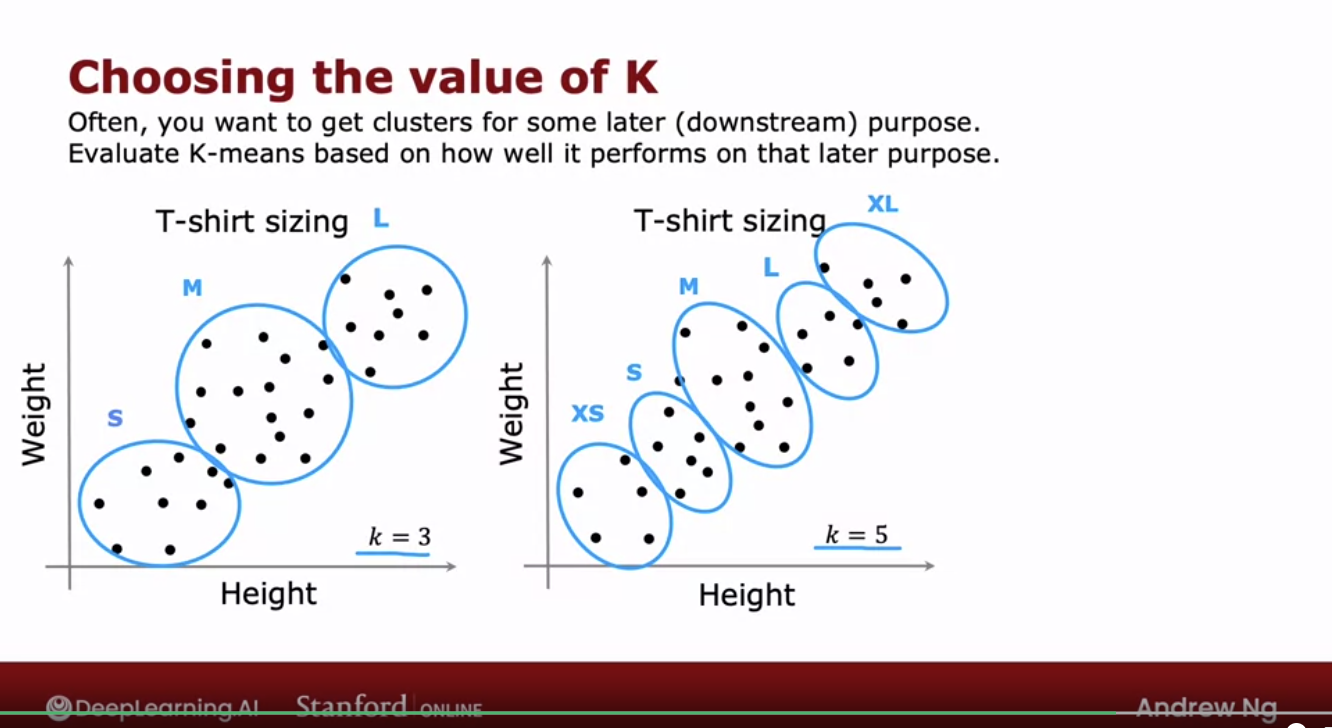 Choosing the value of K
Often, you want to get clusters for some later (downstream) purpose.
Evaluate K-means based on how well it performs on that later purpose.
T-shirt sizing
L
M
S
Weight
k = 3
Height
T-shirt sizing
XL
L
M
S
XS
Weight
k = 5
Height
DeepLearning.AI
Stanford ONLINE
Andrew Ng